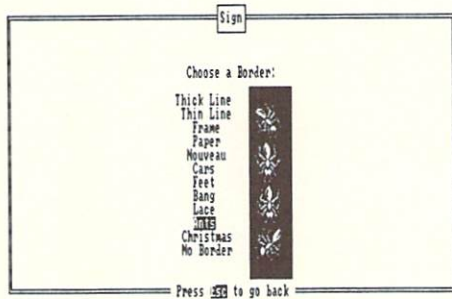 Sign
Choose a Border:
Thick Line
Thin Line
Frame
Paper
Nouveau
Cars
Feet
Bang
Lace
Ants
Christmas
No Border
Press Esc to go back